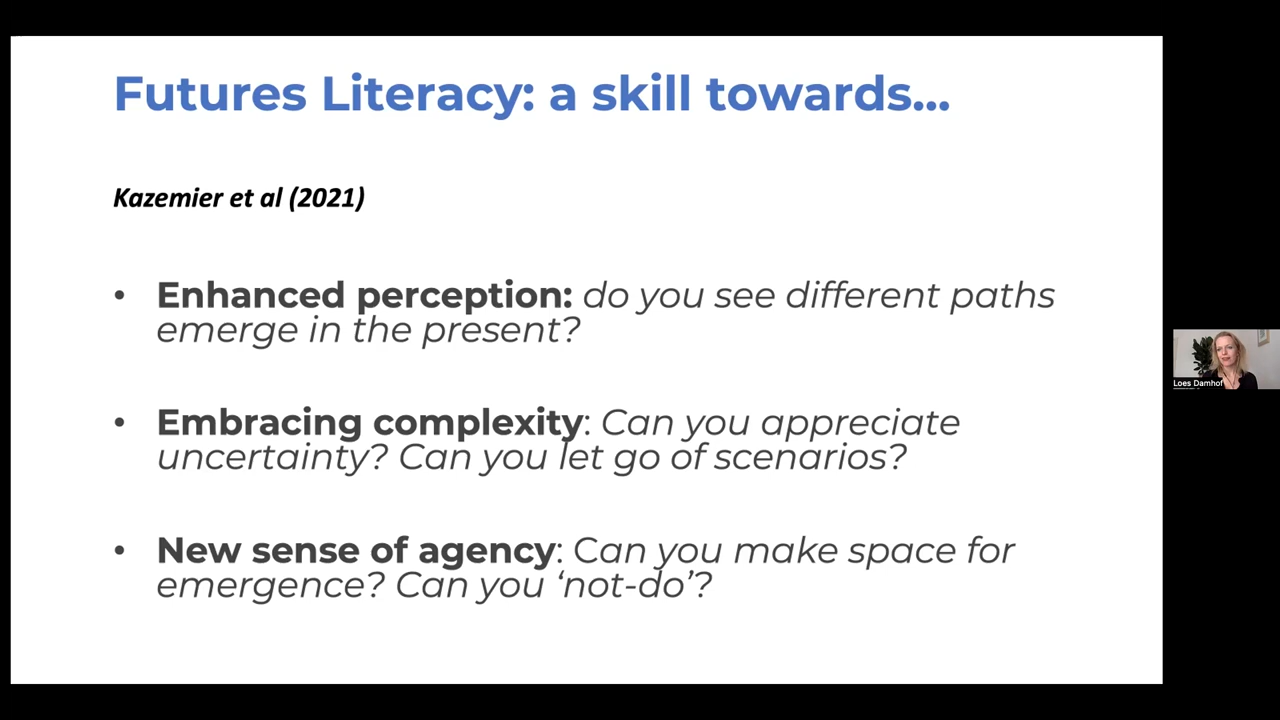 Futures Literacy: a skill towards...
Kazemier et al (2021)
• Enhanced perception: do you see different paths
emerge in the present?
• Embracing complexity: Can you appreciate
uncertainty? Can you let go of scenarios?
• New sense of agency: Can you make space for
emergence? Can you ‘not-do’?
Loes Damhof